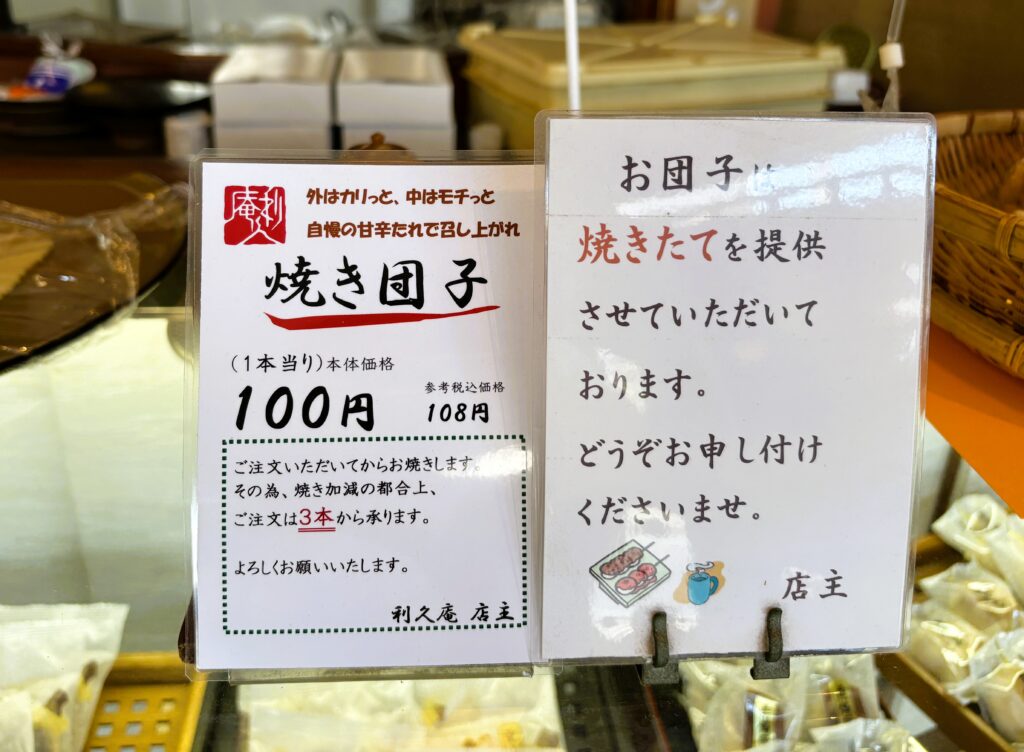 利久庵
外はカリっと、中はモチっと
自慢の甘辛たれで召し上がれ
焼き団子
(1本当り)本体価格
100円
参考税込価格
108円
ご注文いただいてからお焼きします。
その為、焼き加減の都合上、
ご注文は3本から承ります。
よろしくお願いいたします。
利久庵 店主
お団子は
焼きたてを提供
させていただいて
おります。
どうぞお申し付け
くださいませ。
店主